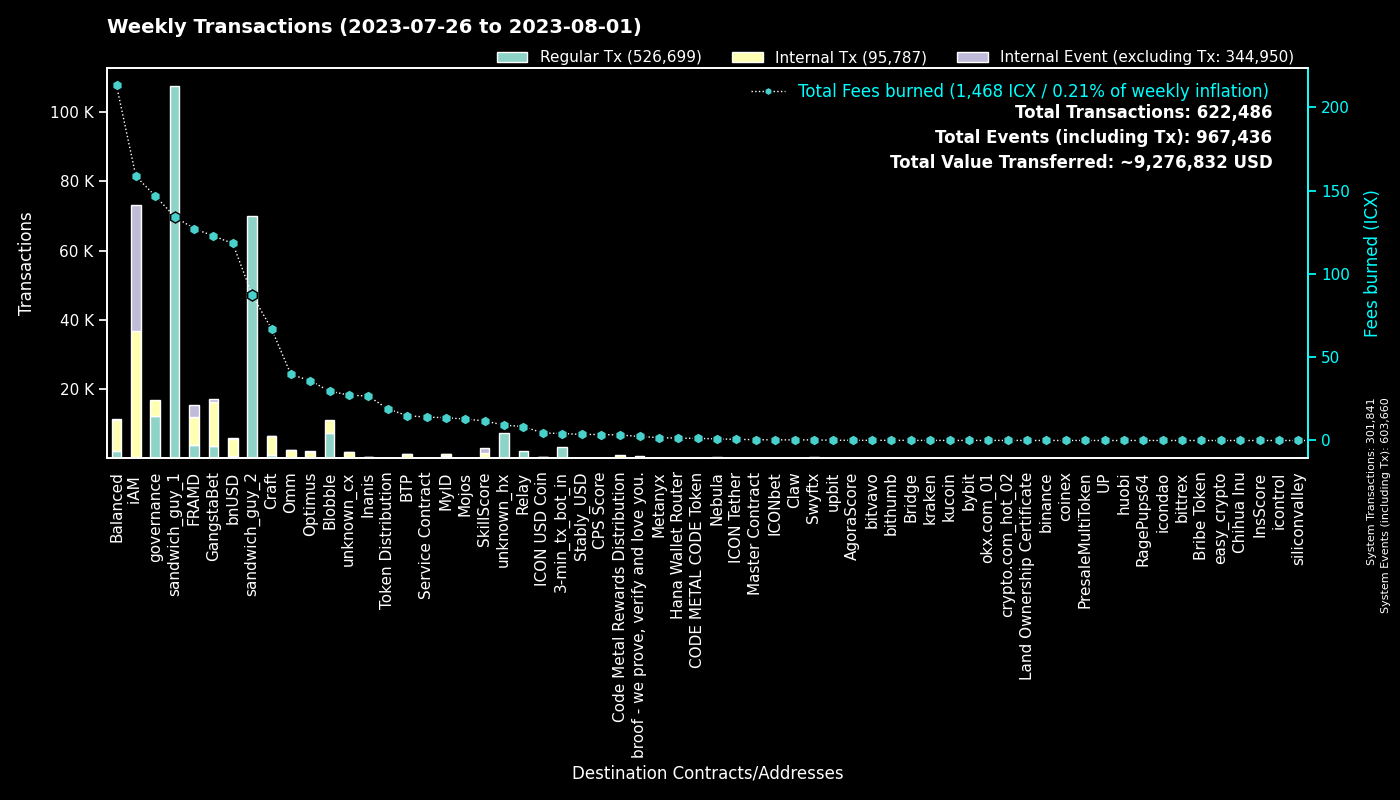 Weekly Transactions (2023-07-26 to 2023-08-01)
Regular Tx (526,699)
Internal Tx (95,787)
Internal Event (excluding Tx: 344,950)
Total Fees burned (1,468 ICX / 0.21% of weekly inflation)
Total Transactions: 622,486
Total Events (including Tx): 967,436
Total Value Transferred: ~9,276,832 USD
Transactions
100 K
80 K
60 K
40 K
20 K
200
150
100
50
0
Fees burned (ICX)
System Transactions: 301,841
System Events (including Tx): 603,660
Balanced
iAM
governance
sandwich_guy_1
FRAMD
GangstaBet
bnUSD
sandwich_guy_2
Craft
Omm
Optimus
Blobble
unknown_cx
Inanis
Token Distribution
BTP
Service Contract
MyID
Mojos
SkillScore
unknown_hx
Relay
ICON USD Coin
3-min_tx_bot_in
Stably_USD
CPS_Score
Code Metal Rewards Distribution
broof - we prove, verify and love you.
Metanyx
Hana Wallet Router
CODE METAL CODE Token
Nebula
ICON Tether
Master Contract
ICONbet
Claw
Swyftx
upbit
AgoraScore
bitvavo
bithumb
Bridge
kraken
kucoin
bybit
okx.com_01
crypto.com_hot_02
Land Ownership Certificate
binance
coinex
PresaleMultiToken
UP
huobi
RagePups64
icondao
bittrex
Bribe Token
easy_crypto
Chihua Inu
InsScore
icontrol
siliconvalley
Destination Contracts/Addresses